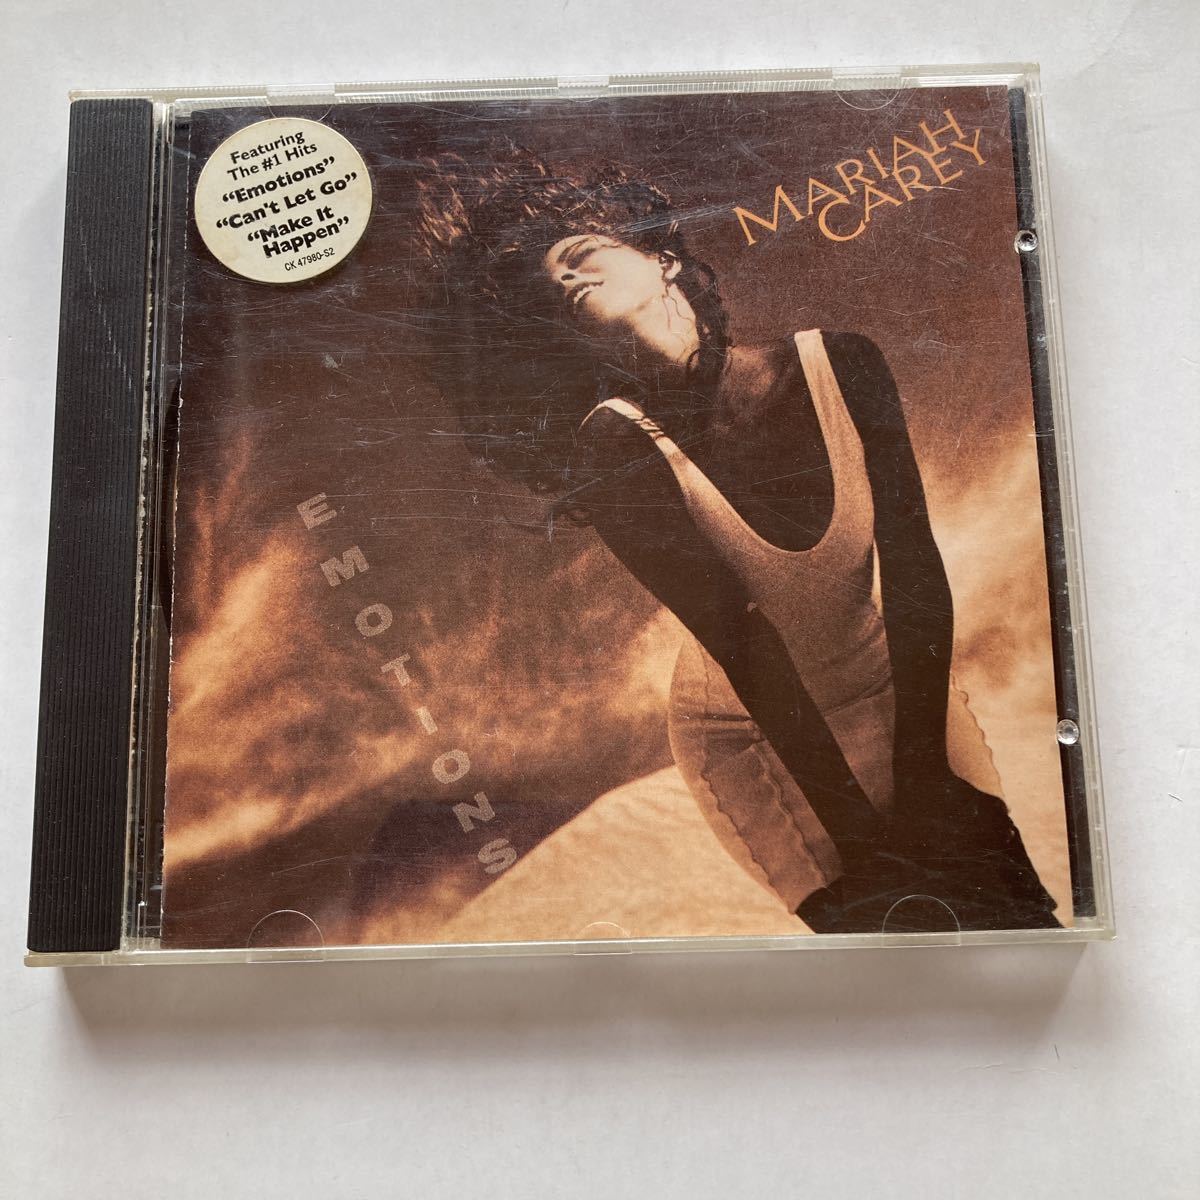 Featuring
The #1 Hits
“Emotions”
“Can't Let Go”
“Make It
Happen”
CK 47980-S2
MARIAH
CAREY
EMOTIONS